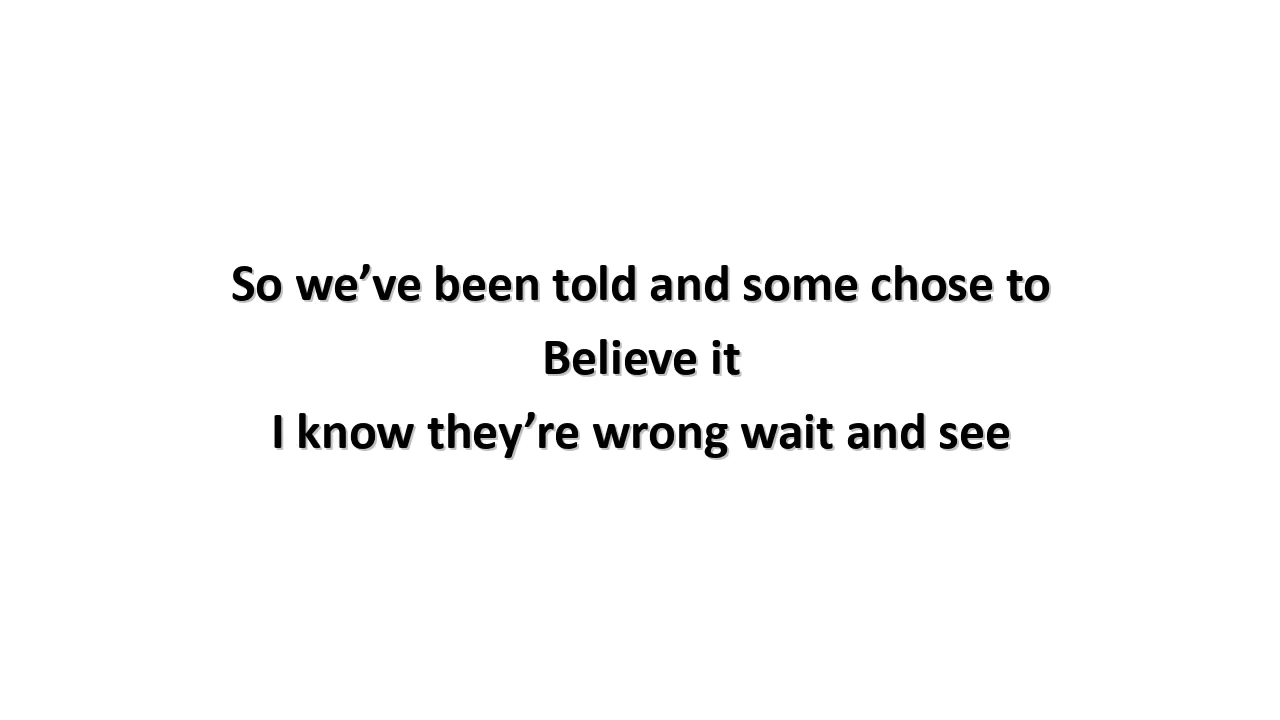 So we’ve been told and some chose to
Believe it
I know they’re wrong wait and see